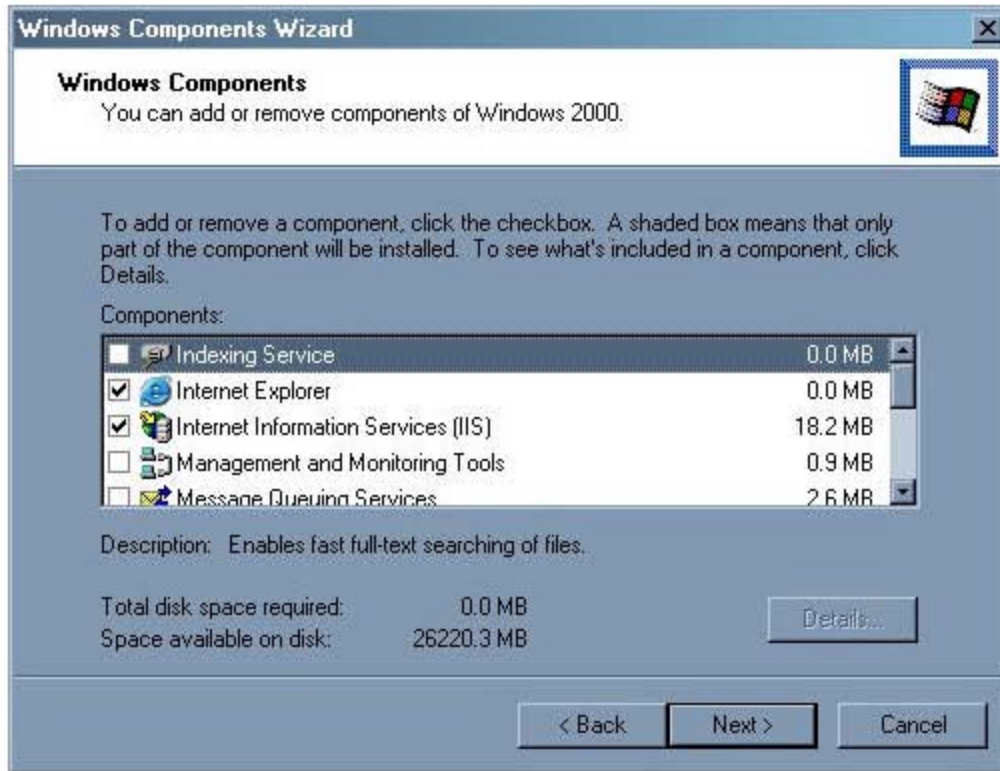 Windows Components Wizard
Windows Components
You can add or remove components of Windows 2000.
To add or remove a component, click the checkbox. A shaded box means that only
part of the component will be installed. To see what's included in a component, click
Details.
Components:
Indexing Service 0.0 MB
Internet Explorer 0.0 MB
Internet Information Services (IIS) 18.2 MB
Management and Monitoring Tools 0.9 MB
Message Queuing Services 2.6 MB
Description: Enables fast full-text searching of files.
Total disk space required: 0.0 MB
Space available on disk: 26220.3 MB
Details...
< Back Next > Cancel